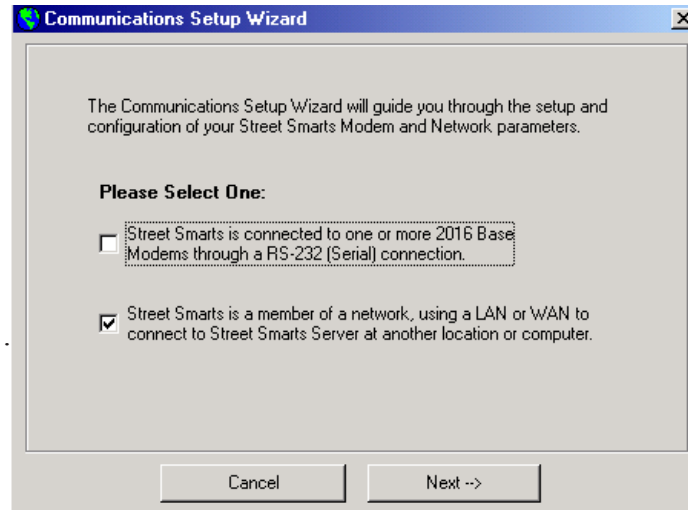 Communications Setup Wizard
The Communications Setup Wizard will guide you through the setup and
configuration of your Street Smarts Modem and Network parameters.
Please Select One:
Street Smarts is connected to one or more 2016 Base
Modems through a RS-232 (Serial) connection.
Street Smarts is a member of a network, using a LAN or WAN to
connect to Street Smarts Server at another location or computer.
.
Cancel
Next -->